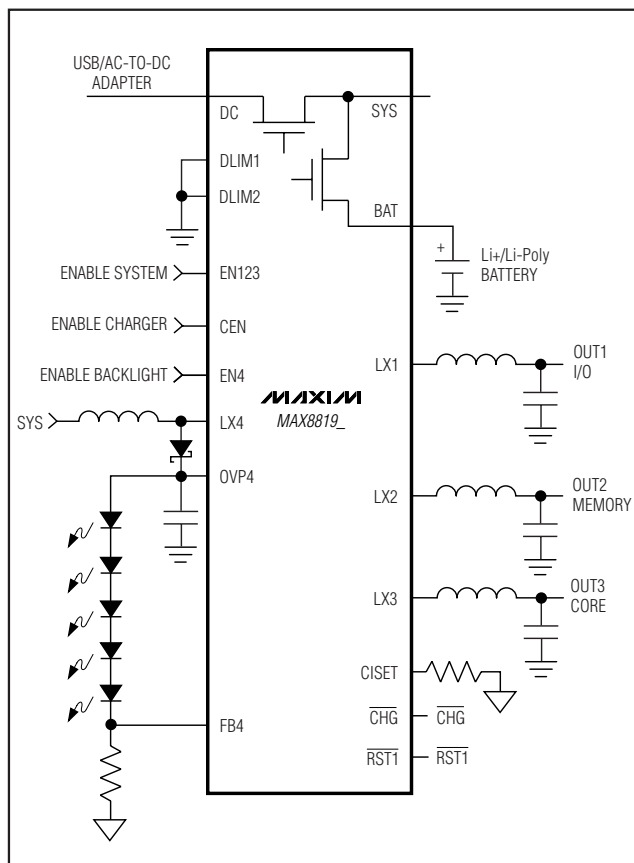 USB/AC-TO-DC
ADAPTER
DC
SYS
DLIM1
DLIM2
BAT
+
Li+/Li-Poly
BATTERY
ENABLE SYSTEM
EN123
ENABLE CHARGER
CEN
ENABLE BACKLIGHT
EN4
LX1
OUT1
I/O
MAXIM
MAX8819_
SYS
LX4
OVP4
LX2
OUT2
MEMORY
LX3
OUT3
CORE
CISET
CHG
CHG
FB4
RST1
RST1